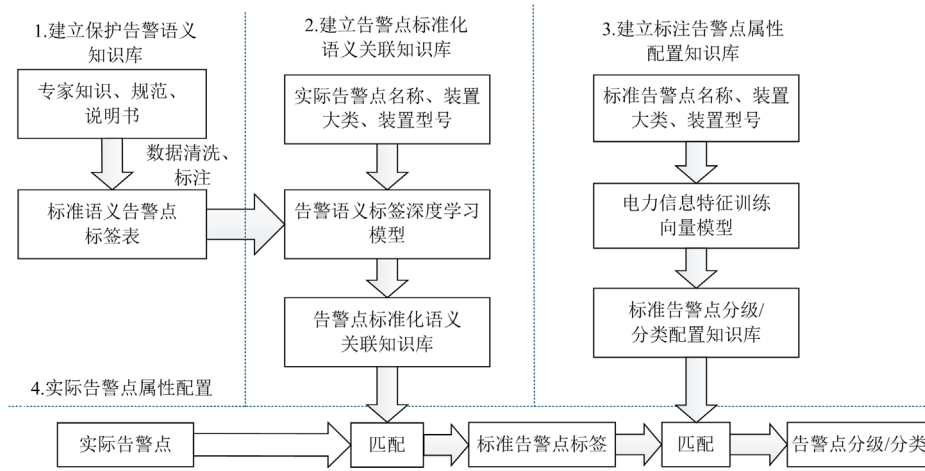 1.建立保护告警语义
知识库
专家知识、规范、
说明书
数据清洗、
标注
标准语义告警点
标签表
2.建立告警点标准化
语义关联知识库
实际告警点名称、装置
大类、装置型号
告警语义标签深度学习
模型
告警点标准化语义
关联知识库
3.建立标注告警点属性
配置知识库
标准告警点名称、装置
大类、装置型号
电力信息特征训练
向量模型
标准告警点分级/
分类配置知识库
4.实际告警点属性配置
实际告警点
匹配
标准告警点标签
匹配
告警点分级/分类